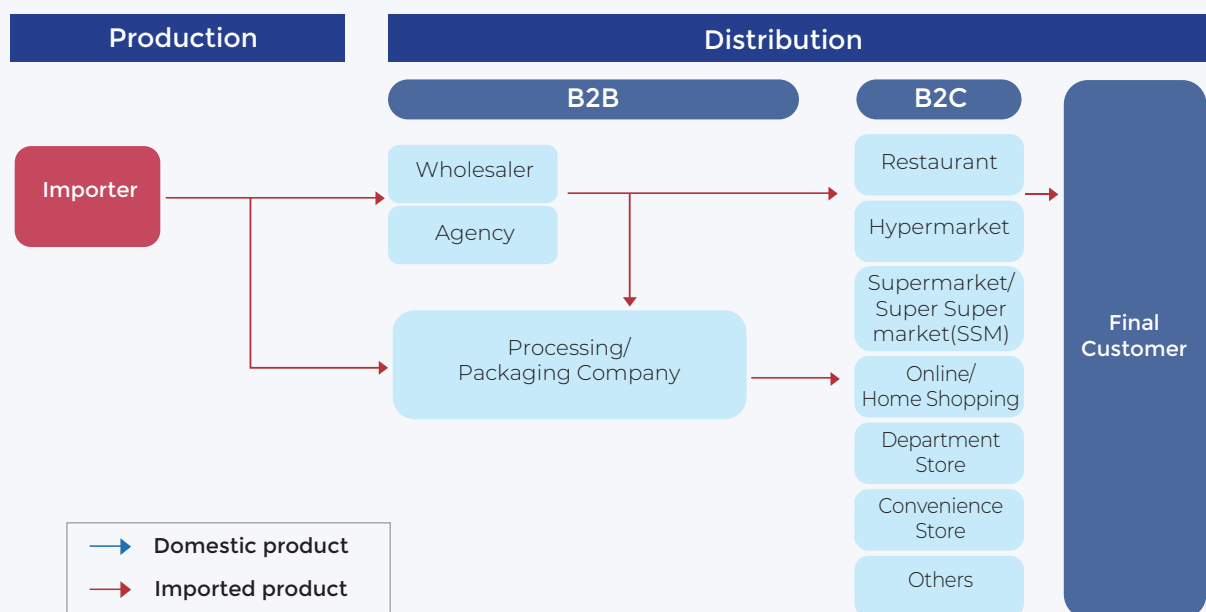 Production
Distribution
B2B
B2C
Importer
Wholesaler
Agency
Processing/
Packaging Company
Restaurant
Hypermarket
Supermarket/
Super Super
market(SSM)
Online/
Home Shopping
Department
Store
Convenience
Store
Others
Final
Customer
Domestic product
Imported product